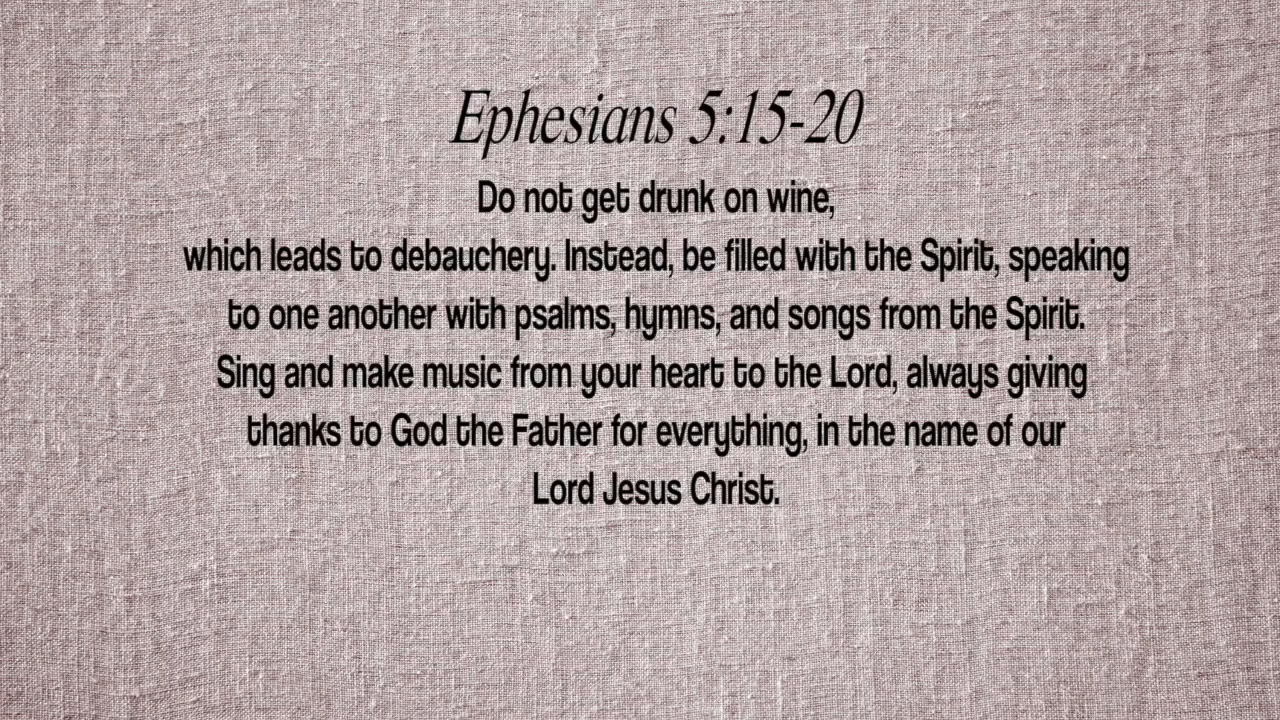 Ephesians 5:15-20
Do not get drunk on wine,
which leads to debauchery. Instead, be filled with the Spirit, speaking
to one another with psalms, hymns, and songs from the Spirit.
Sing and make music from your heart to the Lord, always giving
thanks to God the Father for everything, in the name of our
Lord Jesus Christ.